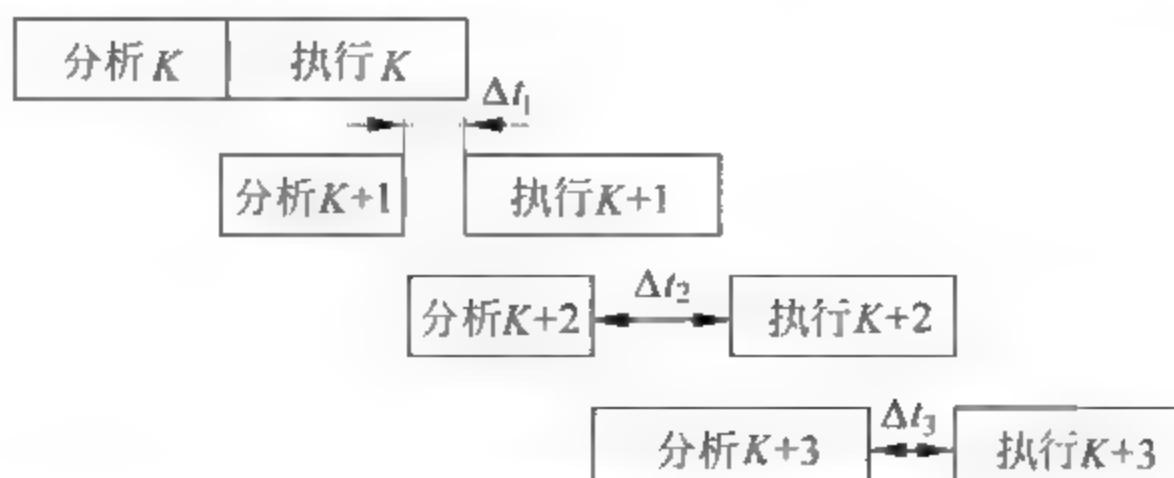 分析K 执行K
Δt₁
分析K+1 执行K+1
分析K+2 Δt₂ 执行K+2
分析K+3 Δt₃ 执行K+3